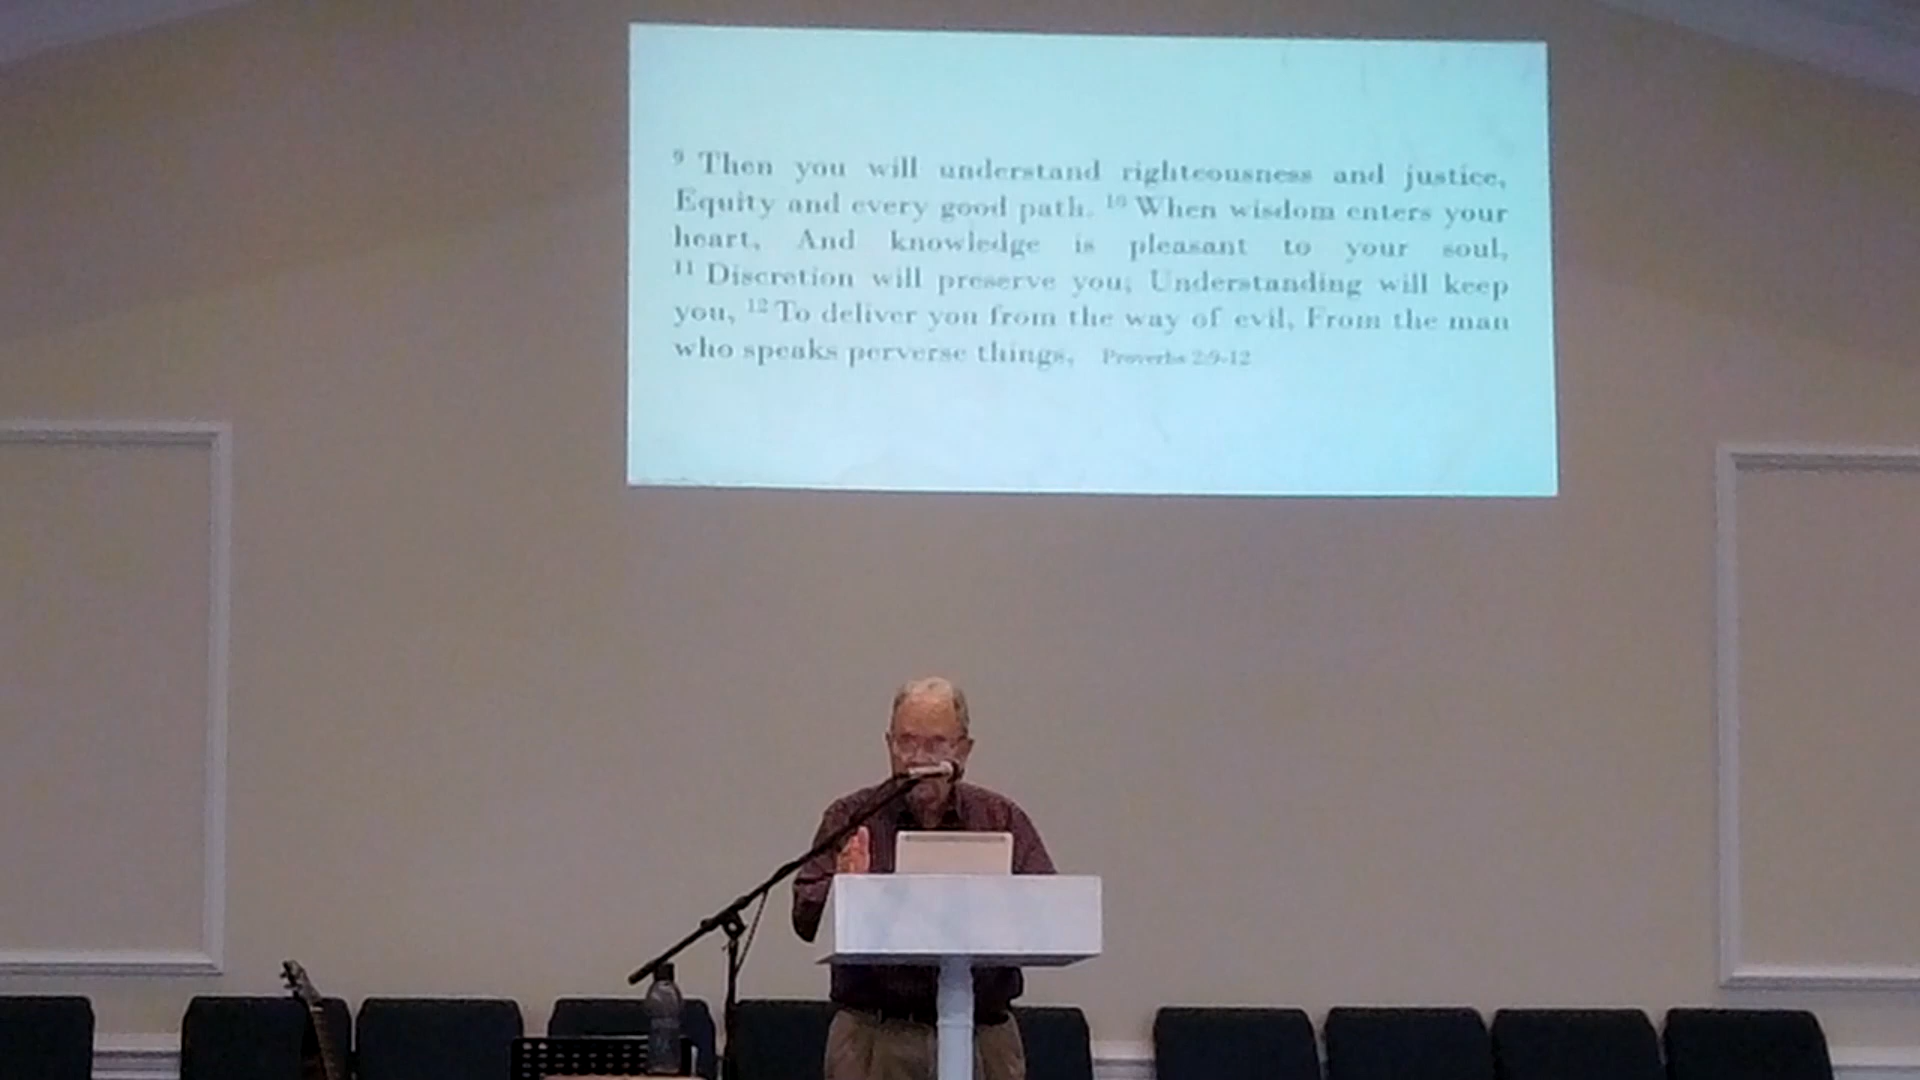 ⁹ Then you will understand righteousness and justice,
Equity and every good path. ¹⁰ When wisdom enters your
heart, And knowledge is pleasant to your soul,
¹¹ Discretion will preserve you; Understanding will keep
you, ¹² To deliver you from the way of evil, From the man
who speaks perverse things, Proverbs 2:9-12